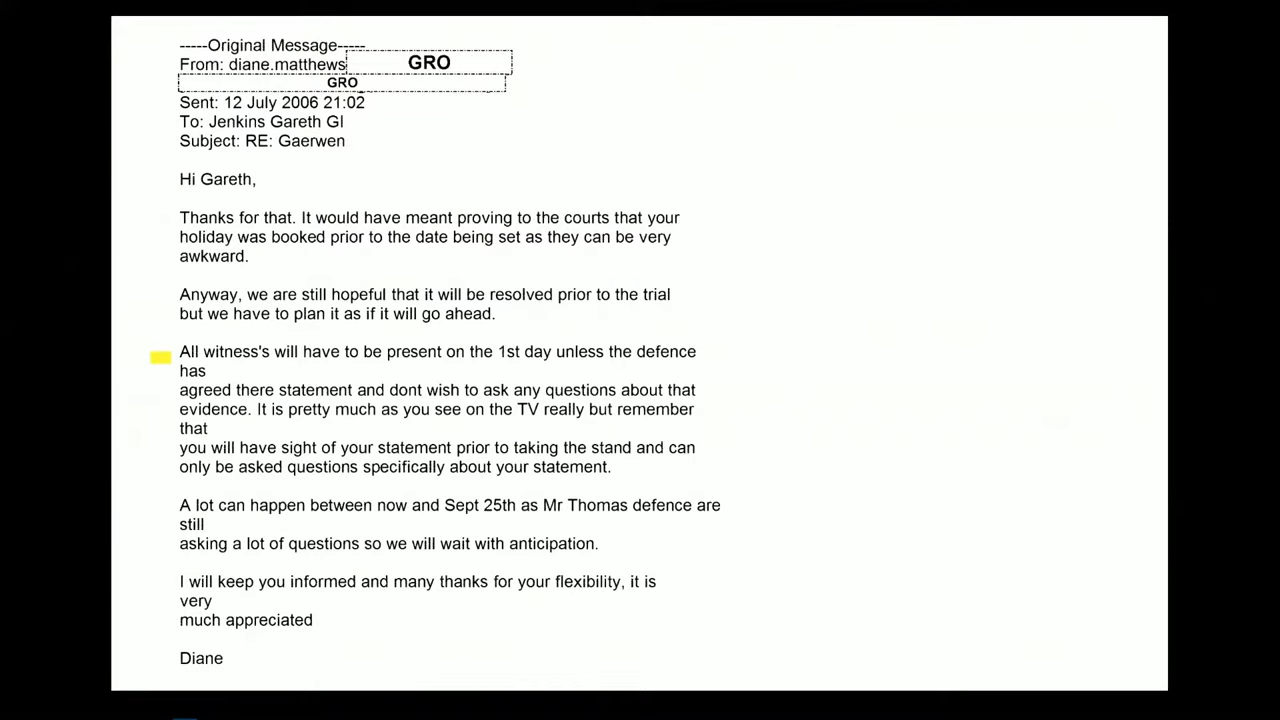 -----Original Message-----
From: diane.matthews GRO
GRO
Sent: 12 July 2006 21:02
To: Jenkins Gareth GI
Subject: RE: Gaerwen
Hi Gareth,
Thanks for that. It would have meant proving to the courts that your
holiday was booked prior to the date being set as they can be very
awkward.
Anyway, we are still hopeful that it will be resolved prior to the trial
but we have to plan it as if it will go ahead.
All witness's will have to be present on the 1st day unless the defence
has
agreed there statement and dont wish to ask any questions about that
evidence. It is pretty much as you see on the TV really but remember
that
you will have sight of your statement prior to taking the stand and can
only be asked questions specifically about your statement.
A lot can happen between now and Sept 25th as Mr Thomas defence are
still
asking a lot of questions so we will wait with anticipation.
I will keep you informed and many thanks for your flexibility, it is
very
much appreciated
Diane